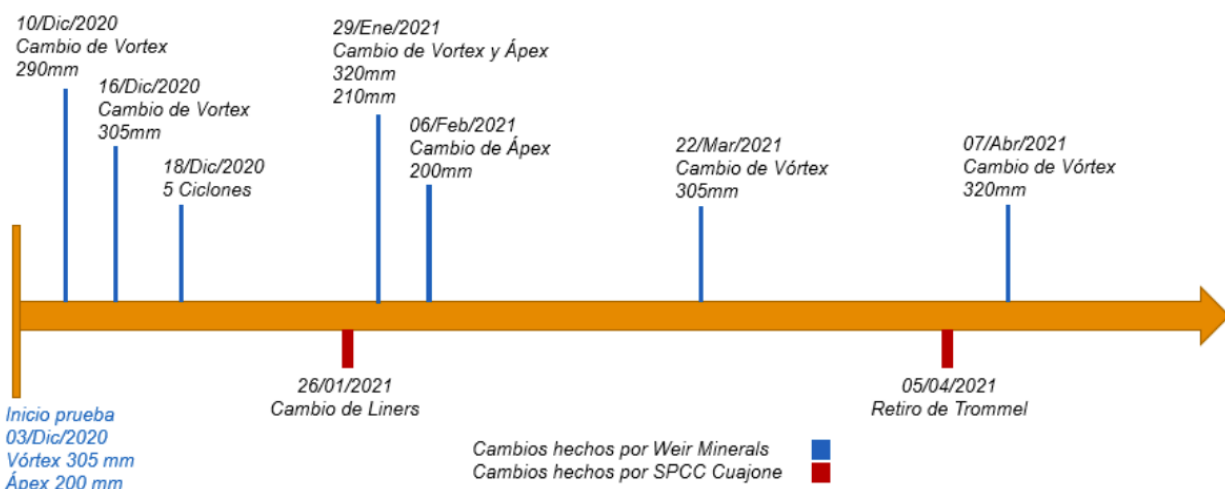 10/Dic/2020
Cambio de Vortex
290mm
16/Dic/2020
Cambio de Vortex
305mm
18/Dic/2020
5 Ciclones
29/Ene/2021
Cambio de Vortex y Ápex
320mm
210mm
06/Feb/2021
Cambio de Ápex
200mm
22/Mar/2021
Cambio de Vórtex
305mm
07/Abr/2021
Cambio de Vórtex
320mm
26/01/2021
Cambio de Liners
05/04/2021
Retiro de Trommel
Inicio prueba
03/Dic/2020
Vórtex 305 mm
Ápex 200 mm
Cambios hechos por Weir Minerals
Cambios hechos por SPCC Cuajone